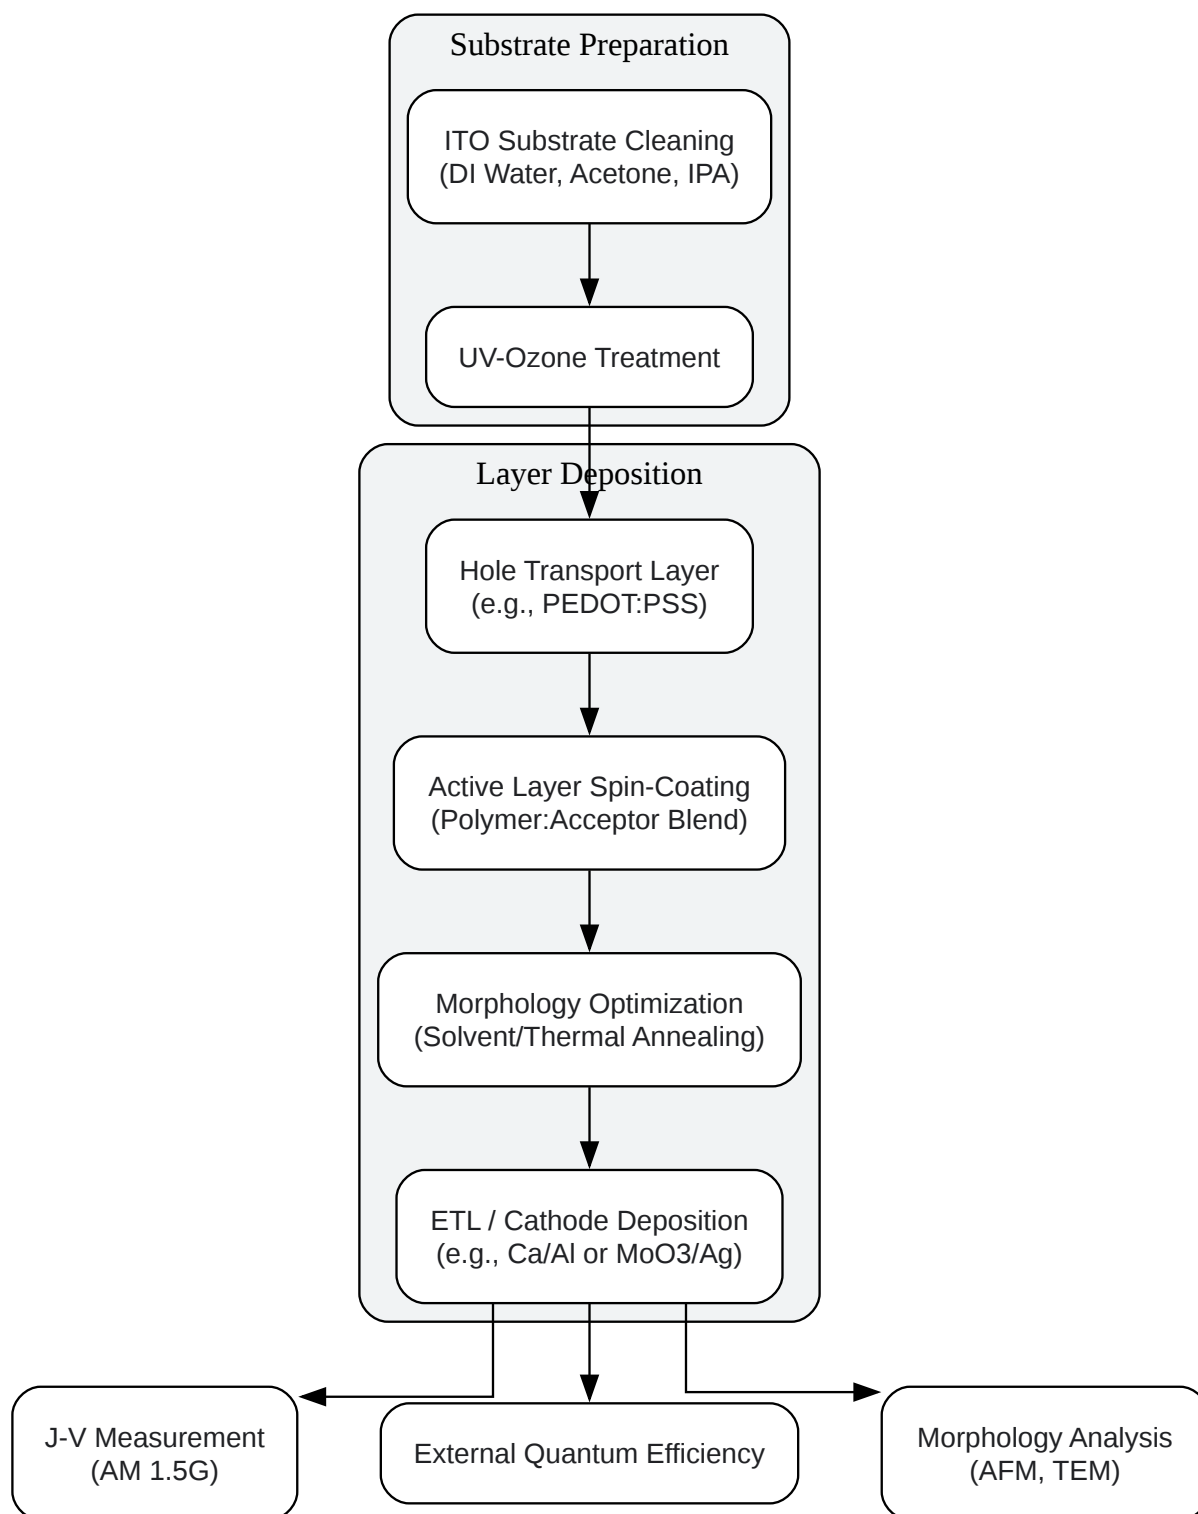 Substrate Preparation
ITO Substrate Cleaning
(DI Water, Acetone, IPA)
UV-Ozone Treatment
Layer Deposition
Hole Transport Layer
(e.g., PEDOT:PSS)
Active Layer Spin-Coating
(Polymer:Acceptor Blend)
Morphology Optimization
(Solvent/Thermal Annealing)
ETL / Cathode Deposition
(e.g., Ca/Al or MoO3/Ag)
J-V Measurement
(AM 1.5G)
External Quantum Efficiency
Morphology Analysis
(AFM, TEM)